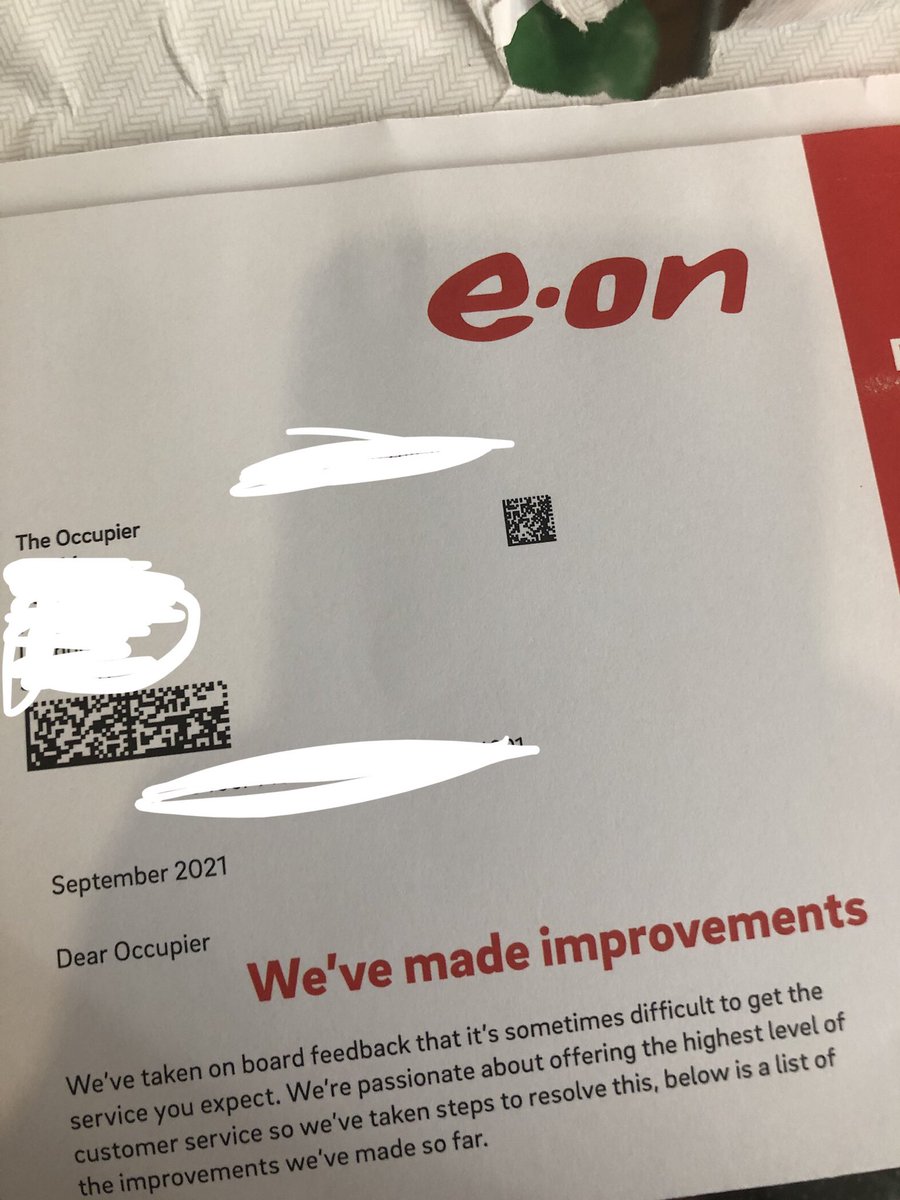 e.on
The Occupier
September 2021
Dear Occupier
We've made improvements
We've taken on board feedback that it's sometimes difficult to get the
service you expect. We're passionate about offering the highest level of
customer service so we've taken steps to resolve this, below is a list of
the improvements we've made so far.